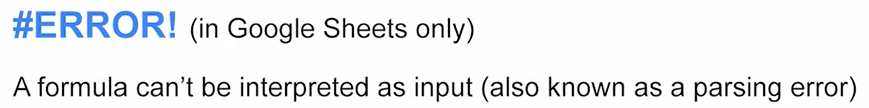 #ERROR! (in Google Sheets only)
A formula can’t be interpreted as input (also known as a parsing error)